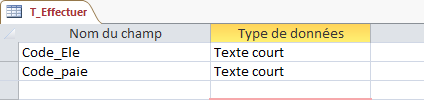 T_Effectuer
Nom du champ Type de données
Code_Ele Texte court
Code_paie Texte court